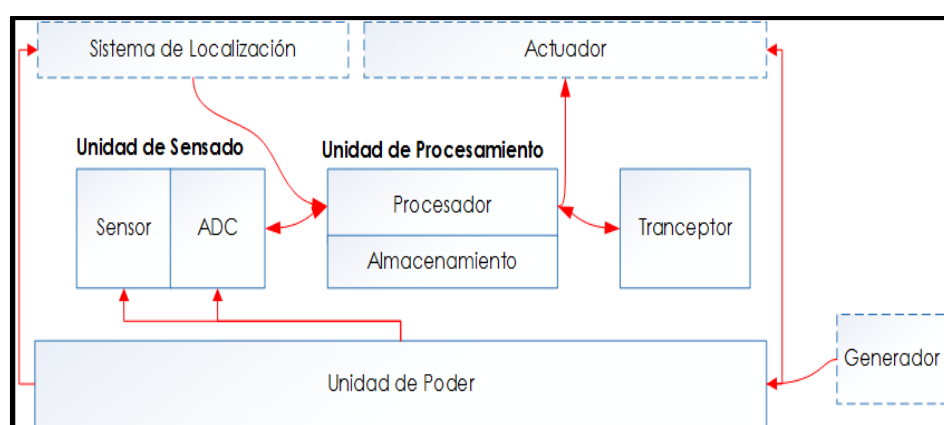 Sistema de Localización
Actuador
Unidad de Sensado
Unidad de Procesamiento
Sensor
ADC
Procesador
Almacenamiento
Tranceptor
Unidad de Poder
Generador